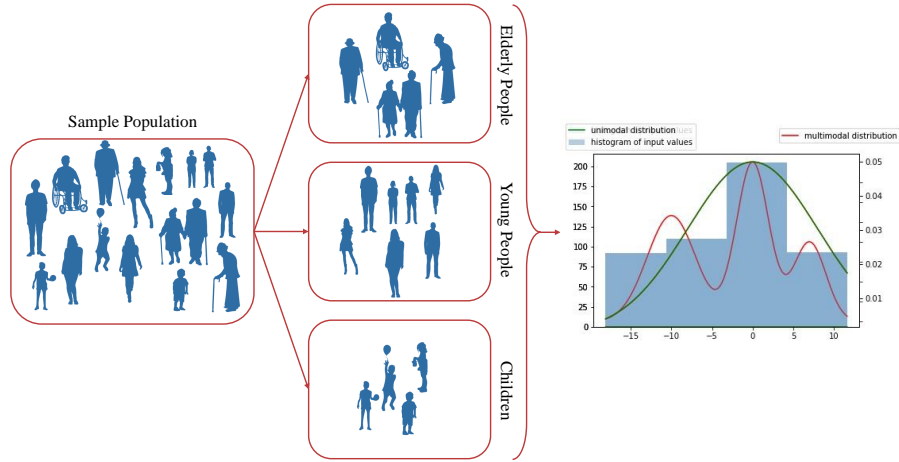 Sample Population
Elderly People
Young People
Children
unimodal distribution
histogram of input values
multimodal distribution
200
175
150
125
100
75
50
25
0
−15
−10
−5
0
5
10
0.05
0.04
0.03
0.02
0.01